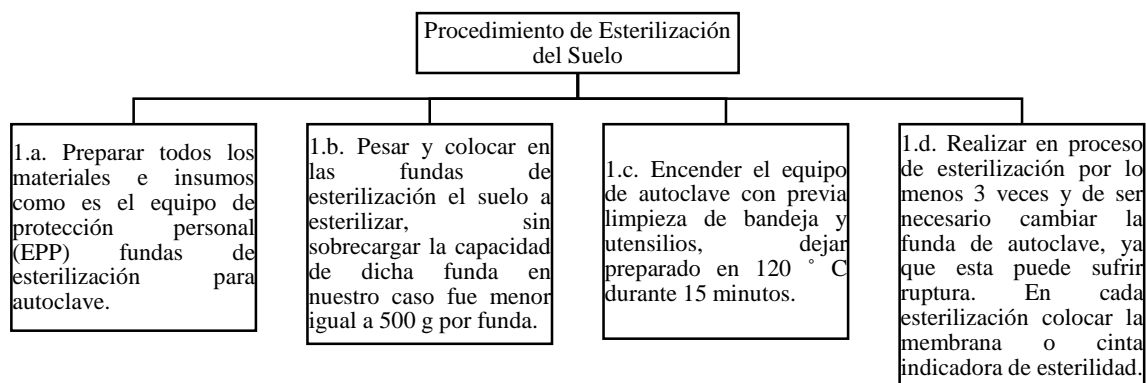 Procedimiento de Esterilización
del Suelo
1.a. Preparar todos los
materiales e insumos
como es el equipo de
protección personal
(EPP) fundas de
esterilización para
autoclave.
1.b. Pesar y colocar en
las fundas de
esterilización el suelo a
esterilizar, sin
sobrecargar la capacidad
de dicha funda en
nuestro caso fue menor
igual a 500 g por funda.
1.c. Encender el equipo
de autoclave con previa
limpieza de bandeja y
utensilios, dejar
preparado en 120 ° C
durante 15 minutos.
1.d. Realizar en proceso
de esterilización por lo
menos 3 veces y de ser
necesario cambiar la
funda de autoclave, ya
que esta puede sufrir
ruptura. En cada
esterilización colocar la
membrana o cinta
indicadora de esterilidad.